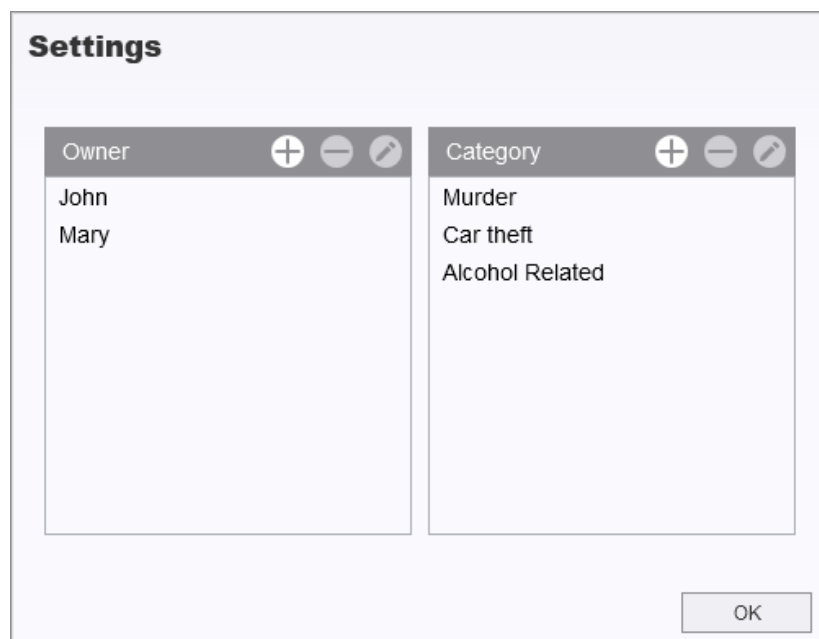 Settings
Owner
John
Mary
Category
Murder
Car theft
Alcohol Related
OK